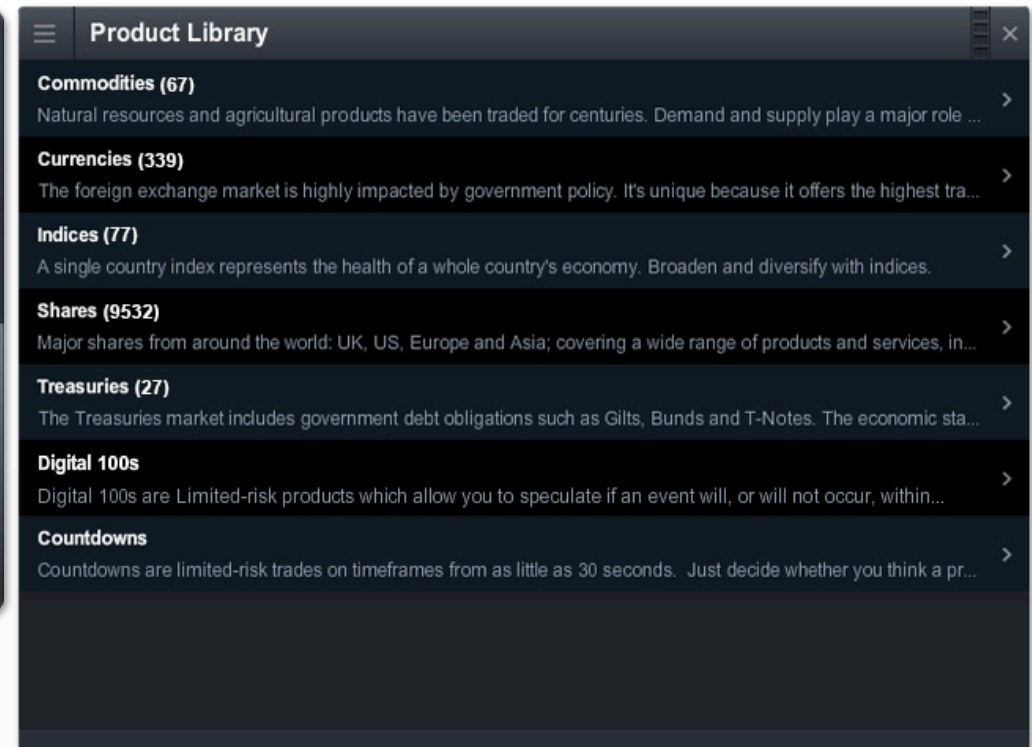 Product Library
Commodities (67)
Natural resources and agricultural products have been traded for centuries. Demand and supply play a major role ...
Currencies (339)
The foreign exchange market is highly impacted by government policy. It's unique because it offers the highest tra...
Indices (77)
A single country index represents the health of a whole country's economy. Broaden and diversify with indices.
Shares (9532)
Major shares from around the world: UK, US, Europe and Asia; covering a wide range of products and services, in...
Treasuries (27)
The Treasuries market includes government debt obligations such as Gilts, Bunds and T-Notes. The economic sta...
Digital 100s
Digital 100s are Limited-risk products which allow you to speculate if an event will, or will not occur, within...
Countdowns
Countdowns are limited-risk trades on timeframes from as little as 30 seconds.  Just decide whether you think a pr...